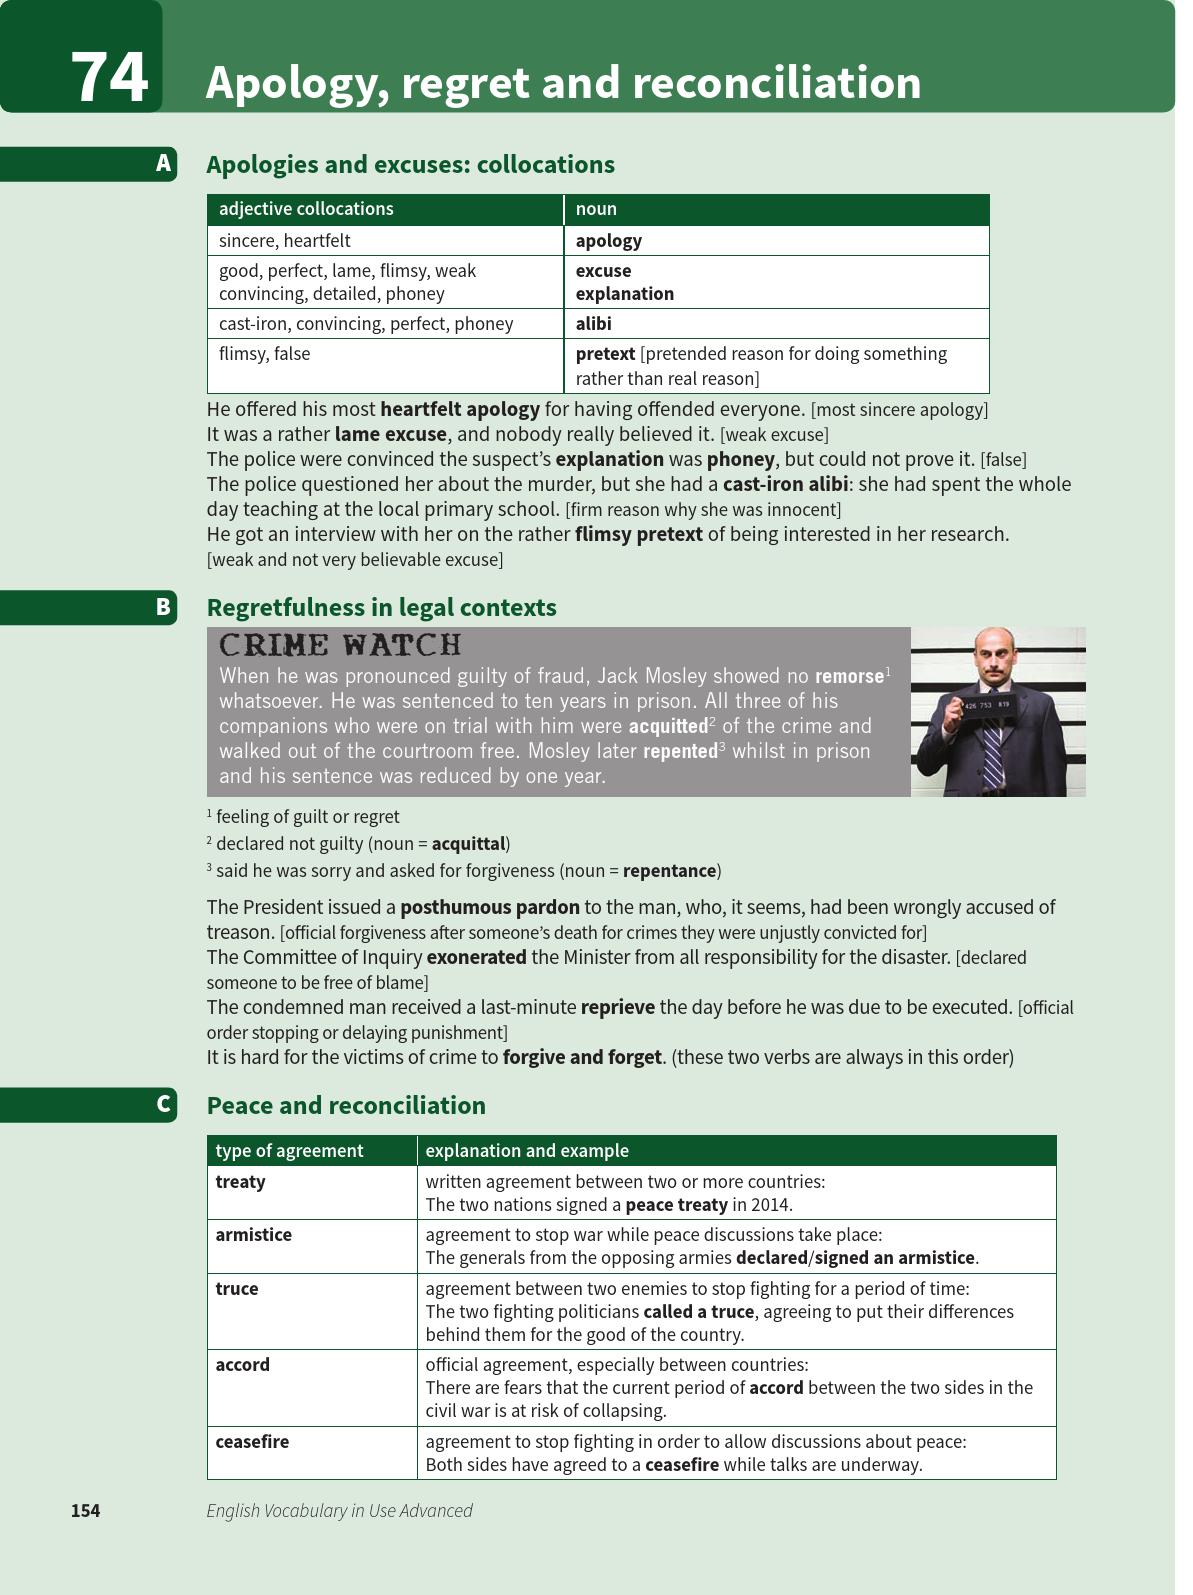 74
Apology, regret and reconciliation
A
Apologies and excuses: collocations
adjective collocations noun
sincere, heartfelt apology
good, perfect, lame, flimsy, weak excuse
convincing, detailed, phoney explanation
cast-iron, convincing, perfect, phoney alibi
flimsy, false pretext [pretended reason for doing something
rather than real reason]
He offered his most heartfelt apology for having offended everyone. [most sincere apology]
It was a rather lame excuse, and nobody really believed it. [weak excuse]
The police were convinced the suspect's explanation was phoney, but could not prove it. [false]
The police questioned her about the murder, but she had a cast-iron alibi: she had spent the whole
day teaching at the local primary school. [firm reason why she was innocent]
He got an interview with her on the rather flimsy pretext of being interested in her research.
[weak and not very believable excuse]
B
Regretfulness in legal contexts
CRIME WATCH
When he was pronounced guilty of fraud, Jack Mosley showed no remorse1
whatsoever. He was sentenced to ten years in prison. All three of his
companions who were on trial with him were acquitted2 of the crime and
walked out of the courtroom free. Mosley later repented3 whilst in prison
and his sentence was reduced by one year.
426 753 819
1 feeling of guilt or regret
2 declared not guilty (noun = acquittal)
3 said he was sorry and asked for forgiveness (noun = repentance)
The President issued a posthumous pardon to the man, who, it seems, had been wrongly accused of
treason. [official forgiveness after someone's death for crimes they were unjustly convicted for]
The Committee of Inquiry exonerated the Minister from all responsibility for the disaster. [declared
someone to be free of blame]
The condemned man received a last-minute reprieve the day before he was due to be executed. [official
order stopping or delaying punishment]
It is hard for the victims of crime to forgive and forget. (these two verbs are always in this order)
C
Peace and reconciliation
type of agreement explanation and example
treaty written agreement between two or more countries:
The two nations signed a peace treaty in 2014.
armistice agreement to stop war while peace discussions take place:
The generals from the opposing armies declared/signed an armistice.
truce agreement between two enemies to stop fighting for a period of time:
The two fighting politicians called a truce, agreeing to put their differences
behind them for the good of the country.
accord official agreement, especially between countries:
There are fears that the current period of accord between the two sides in the
civil war is at risk of collapsing.
ceasefire agreement to stop fighting in order to allow discussions about peace:
Both sides have agreed to a ceasefire while talks are underway.
154 English Vocabulary in Use Advanced